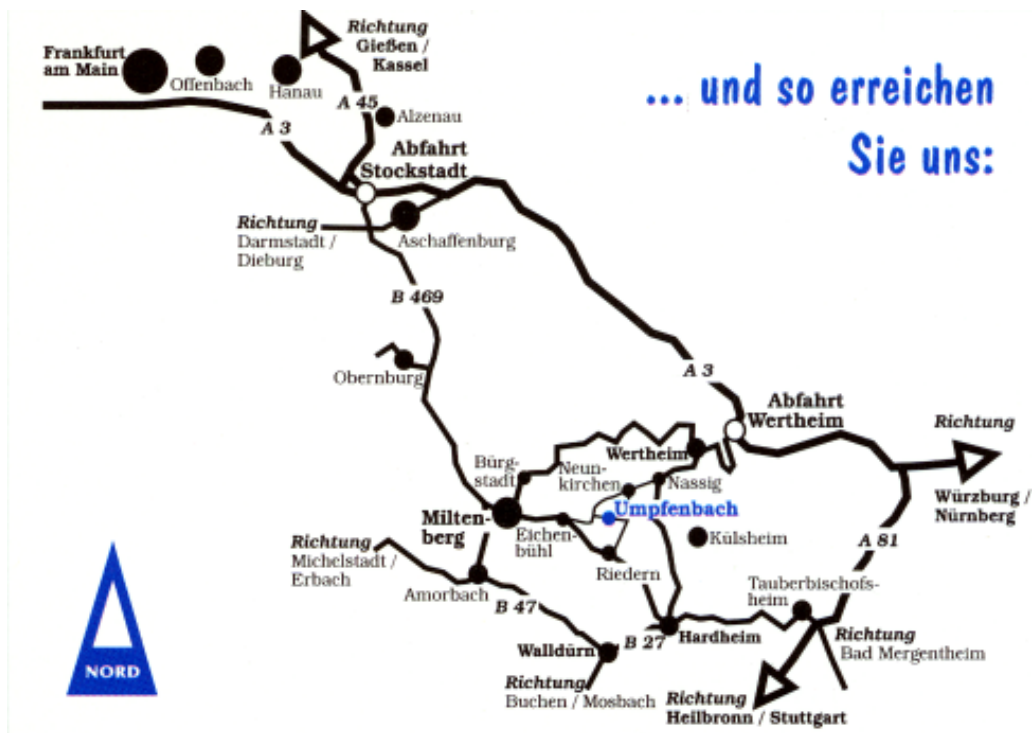 Frankfurt
am Main
Offenbach
Hanau
Richtung
Gießen /
Kassel
A 45
Alzenau
A 3
... und so erreichen
Sie uns:
Abfahrt
Stockstadt
Richtung
Darmstadt /
Dieburg
Aschaffenburg
B 469
Obernburg
A 3
Abfahrt
Wertheim
Richtung
Würzburg /
Nürnberg
Wertheim
Bürg-
stadt
Neun-
kirchen
Nassig
Umpfenbach
Milten-
berg
Eichen-
bühl
Külsheim
A 81
Richtung
Michelstadt /
Erbach
Riedern
Amorbach
B 47
Tauberbischofs-
heim
Walldürn
B 27
Hardheim
Richtung
Bad Mergentheim
Richtung
Buchen / Mosbach
Richtung
Heilbronn / Stuttgart
NORD